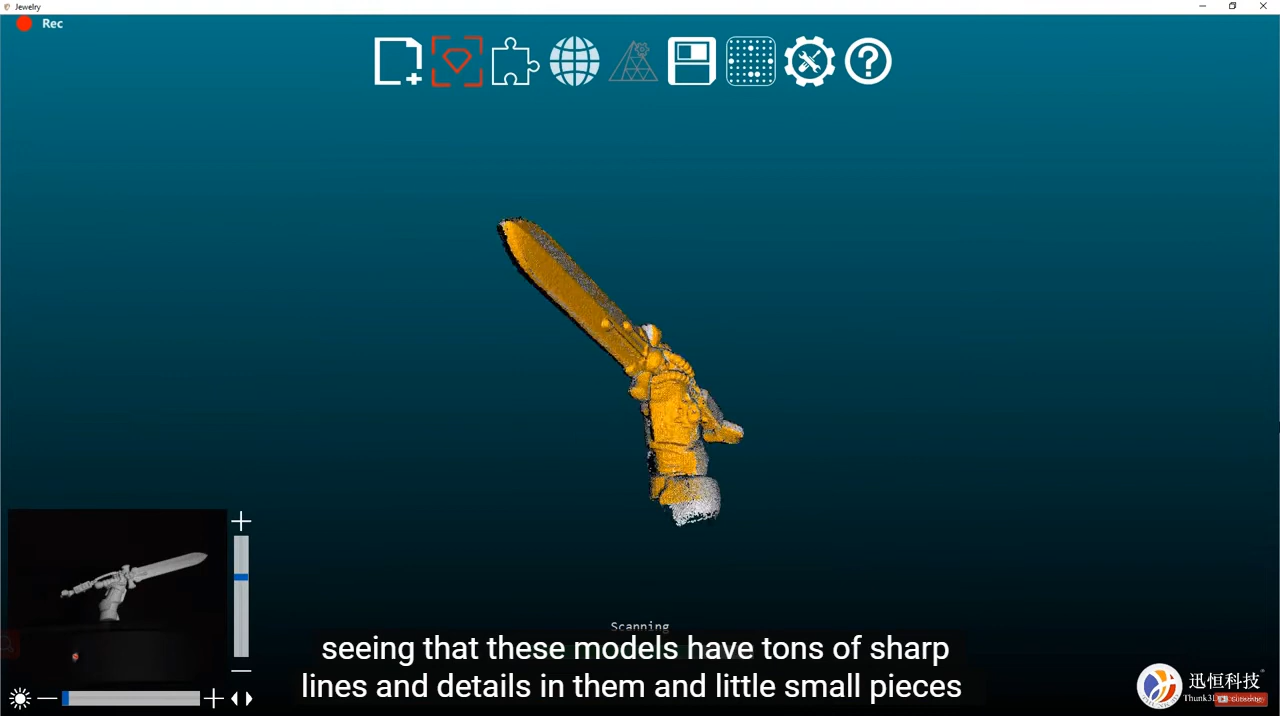 Jewelry
Rec
Scanning
seeing that these models have tons of sharp
lines and details in them and little small pieces
迅恒科技